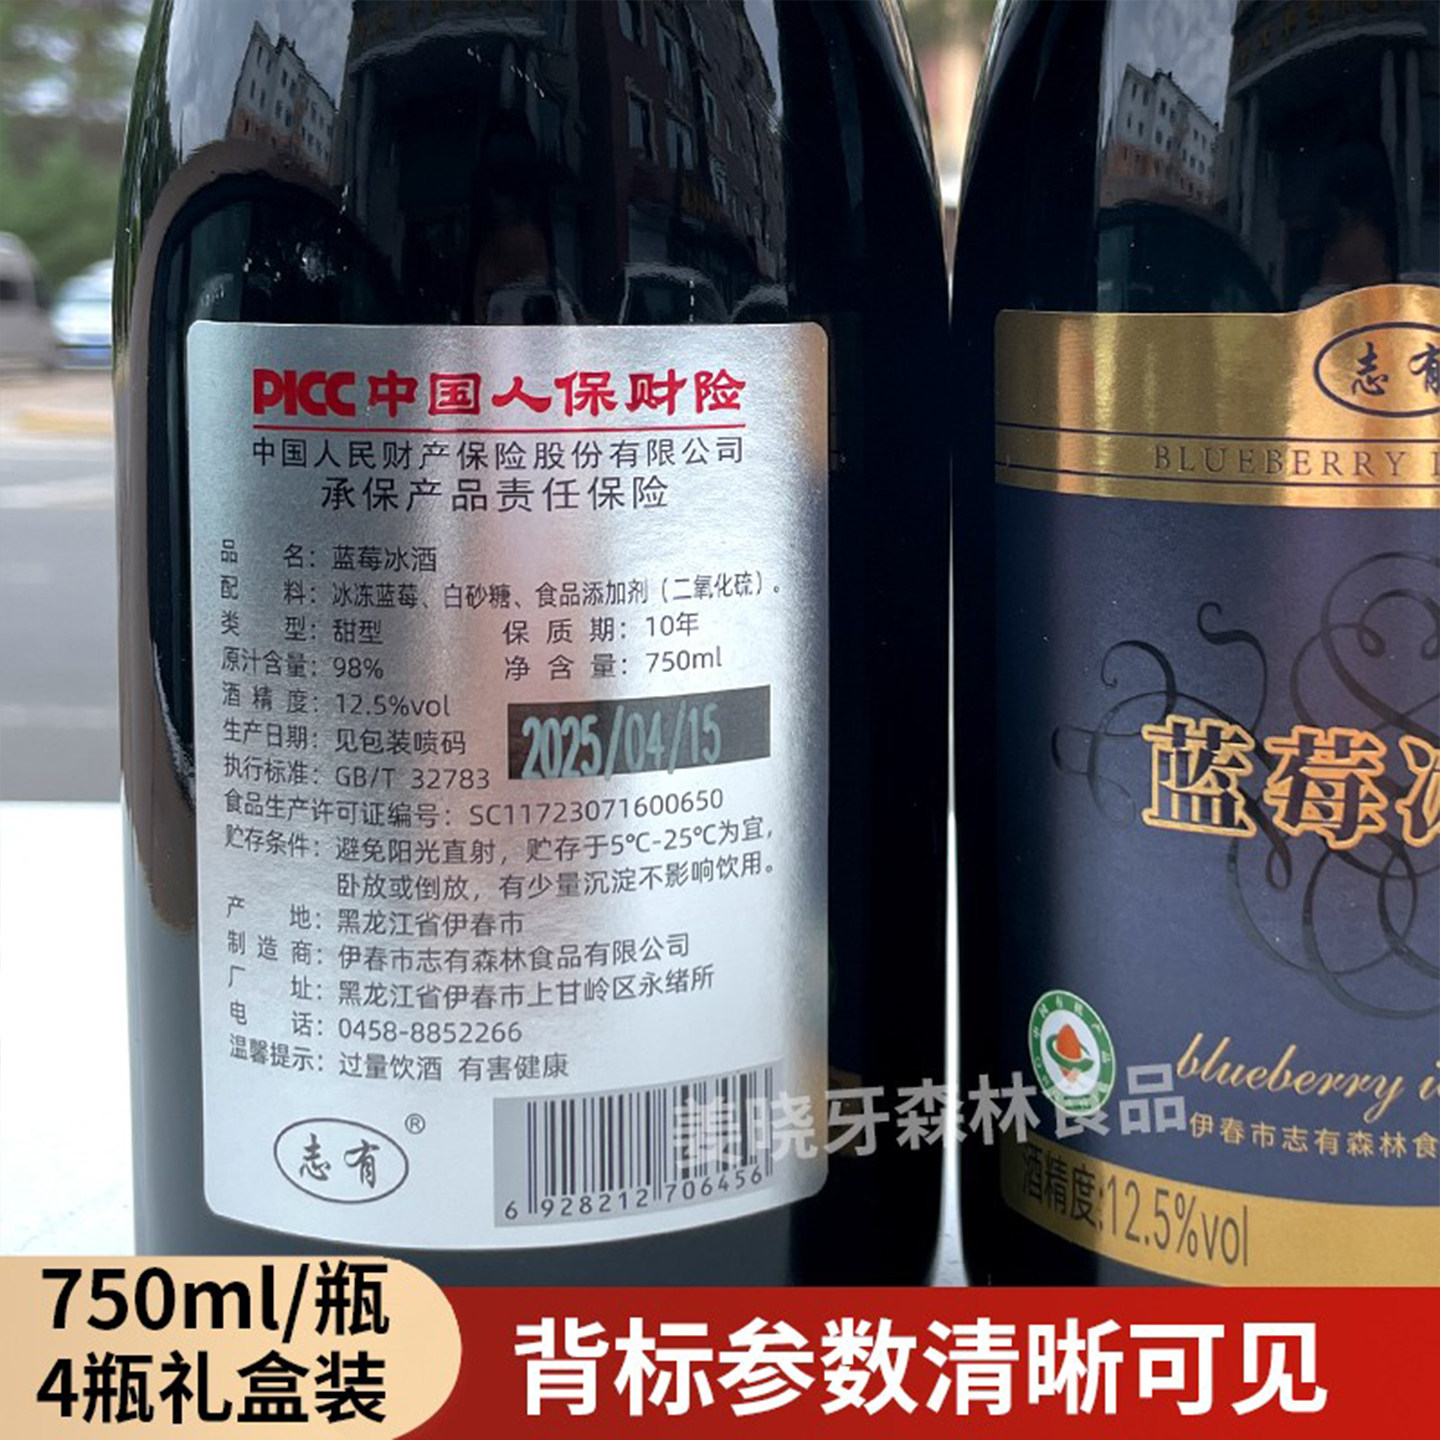 PICC中国人保财险
中国人民财产保险股份有限公司
承保产品责任保险
品 名：蓝莓冰酒
配 料：冰冻蓝莓、白砂糖、食品添加剂（二氧化硫）。
类 型：甜型 保 质 期：10年
原汁含量：98% 净 含 量：750ml
酒 精 度：12.5%vol
生产日期：见包装喷码
2025/04/15
执行标准：GB/T 32783
食品生产许可证编号：SC11723071600650
贮存条件：避免阳光直射，贮存于5℃-25℃为宜，
卧放或倒放，有少量沉淀不影响饮用。
产 地：黑龙江省伊春市
制 造 商：伊春市志有森林食品有限公司
厂 址：黑龙江省伊春市上甘岭区永绪所
电 话：0458-8852266
温馨提示：过量饮酒 有害健康
志有®
6 928212 706456
志有
BLUEBERRY I
蓝莓冰
blueberry ic
伊春市志有森林食
酒精度:12.5%vol
姜晓牙森林食品
750ml/瓶
4瓶礼盒装
背标参数清晰可见